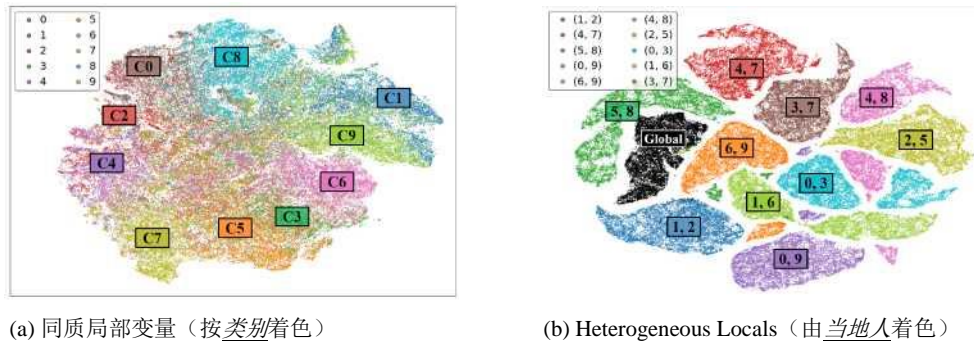 0
5
1
6
2
7
3
8
4
9
C0
C8
C1
C2
C9
C4
C6
C3
C5
C7
(1, 2)
(4, 8)
(4, 7)
(2, 5)
(5, 8)
(0, 3)
(0, 9)
(1, 6)
(6, 9)
(3, 7)
4, 7
3, 7
4, 8
5, 8
Global
2, 5
6, 9
0, 3
1, 6
1, 2
0, 9
(a) 同质局部变量（按类别着色）
(b) Heterogeneous Locals（由当地人着色）